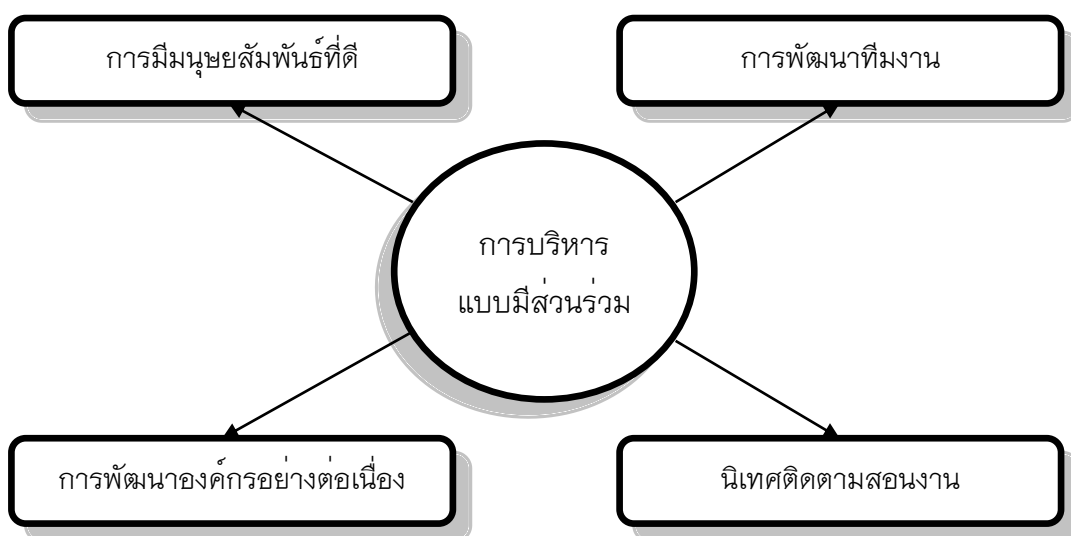 การมีมนุษยสัมพันธ์ที่ดี
การพัฒนาทีมงาน
การบริหาร
แบบมีส่วนร่วม
การพัฒนาองค์กรอย่างต่อเนื่อง
นิเทศติดตามสอนงาน